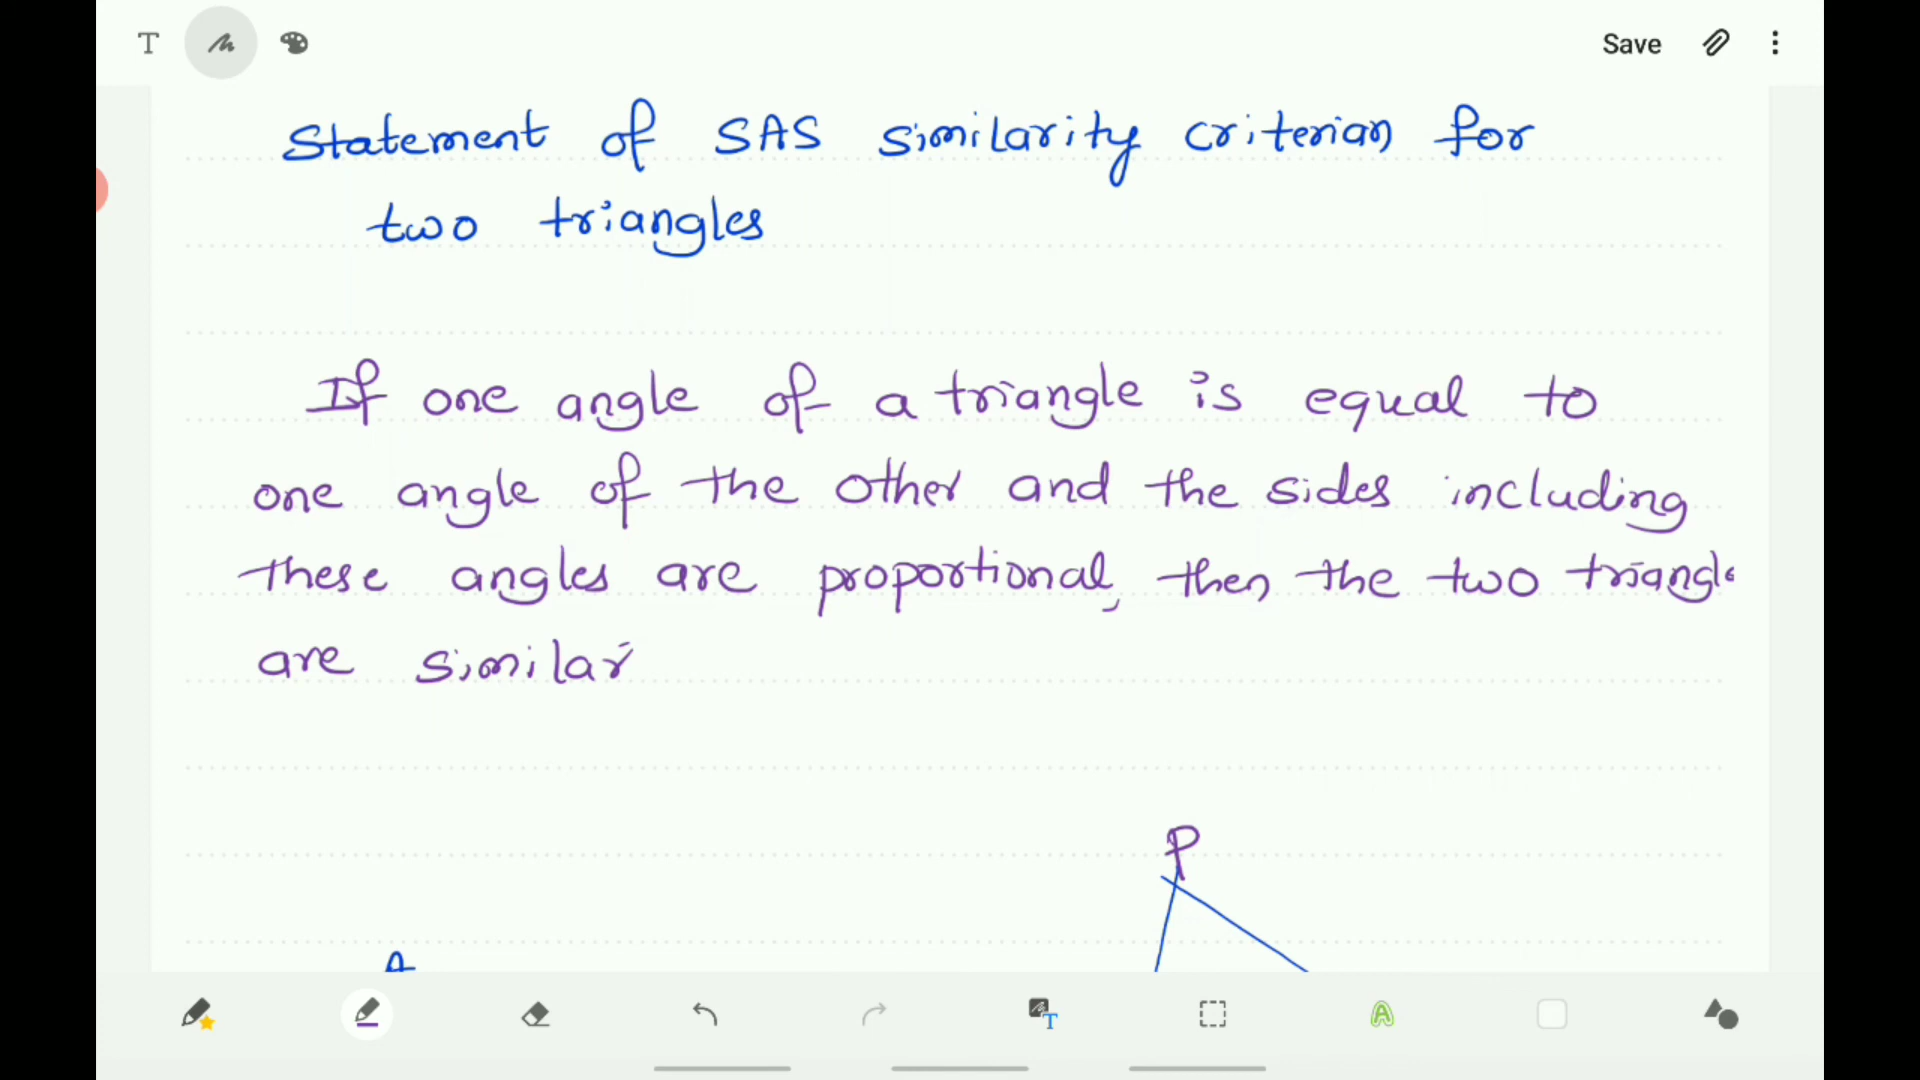 T
Save
Statement of SAS similarity criterian for
two triangles
If one angle of a triangle is equal to
one angle of the other and the sides including
these angles are proportional, then the two triangle
are similar
P
A
T
A